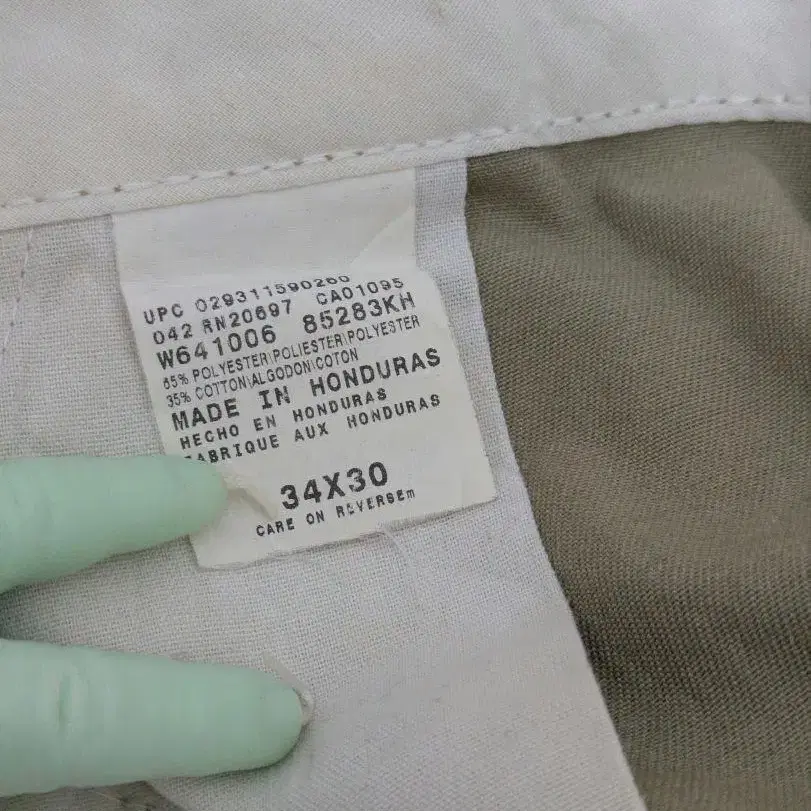 UPC 029311590260 CA01095
042 RN20697
W641006 85283KH
65% POLYESTER\POLIESTER\POLYESTER
35% COTTON\ALGODON\COTON
MADE IN HONDURAS
HECHO EN HONDURAS
FABRIQUE AUX HONDURAS
34X30
CARE ON REVERSEm